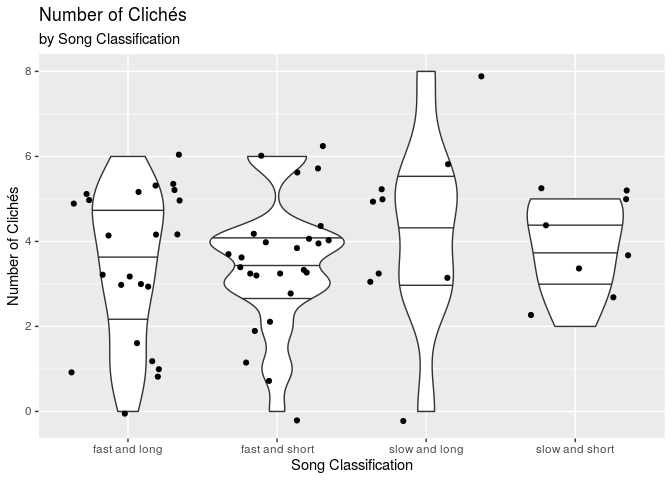 Number of Clichés
by Song Classification
Number of Clichés
8
6
4
2
0
fast and long
fast and short
slow and long
slow and short
Song Classification